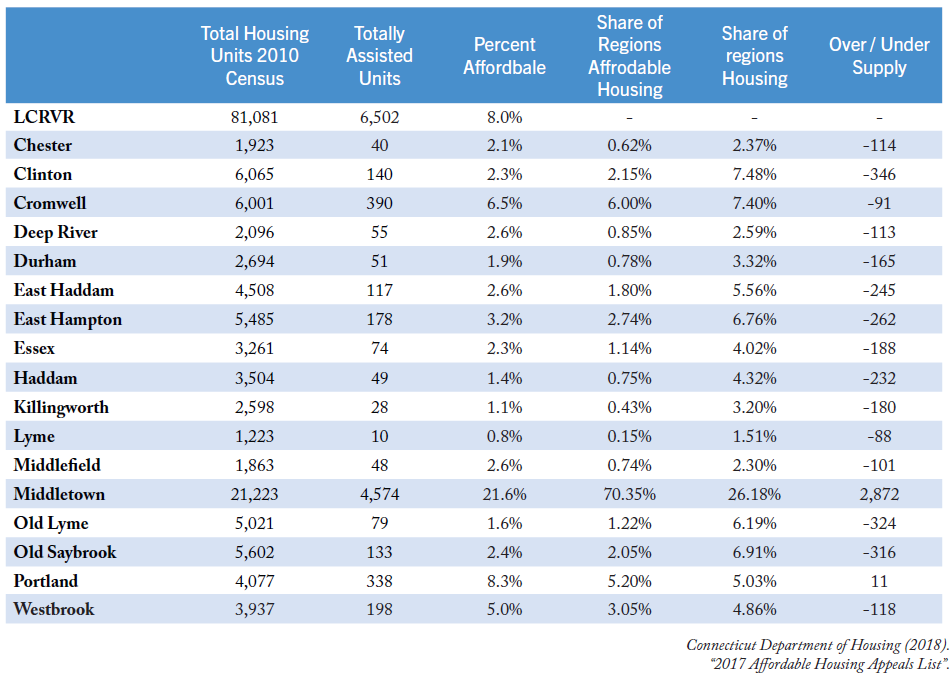 Total Housing Units 2010 Census Totally Assisted Units Percent Affordbale Share of Regions Affrodable Housing Share of regions Housing Over / Under Supply
LCRVR 81,081 6,502 8.0% - - -
Chester 1,923 40 2.1% 0.62% 2.37% -114
Clinton 6,065 140 2.3% 2.15% 7.48% -346
Cromwell 6,001 390 6.5% 6.00% 7.40% -91
Deep River 2,096 55 2.6% 0.85% 2.59% -113
Durham 2,694 51 1.9% 0.78% 3.32% -165
East Haddam 4,508 117 2.6% 1.80% 5.56% -245
East Hampton 5,485 178 3.2% 2.74% 6.76% -262
Essex 3,261 74 2.3% 1.14% 4.02% -188
Haddam 3,504 49 1.4% 0.75% 4.32% -232
Killingworth 2,598 28 1.1% 0.43% 3.20% -180
Lyme 1,223 10 0.8% 0.15% 1.51% -88
Middlefield 1,863 48 2.6% 0.74% 2.30% -101
Middletown 21,223 4,574 21.6% 70.35% 26.18% 2,872
Old Lyme 5,021 79 1.6% 1.22% 6.19% -324
Old Saybrook 5,602 133 2.4% 2.05% 6.91% -316
Portland 4,077 338 8.3% 5.20% 5.03% 11
Westbrook 3,937 198 5.0% 3.05% 4.86% -118
Connecticut Department of Housing (2018).
“2017 Affordable Housing Appeals List”.